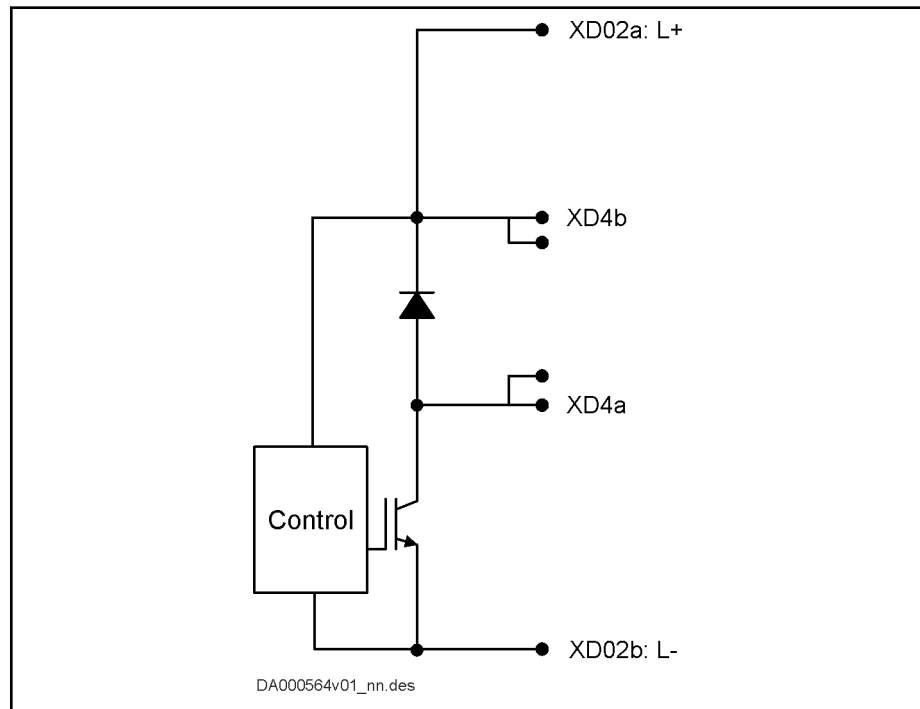 XD02a: L+
XD4b
XD4a
Control
XD02b: L-
DA000564v01_nn.des